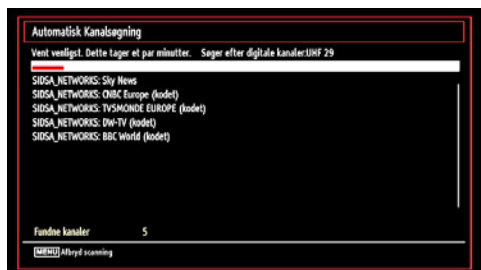 Automatisk Kanalsøgning
Vent venligst. Dette tager et par minutter. Søger efter digitale kanaler:UHF 29
SIDSA_NETWORKS: Sky News
SIDSA_NETWORKS: CNBC Europe (kodet)
SIDSA_NETWORKS: TV5MONDE EUROPE (kodet)
SIDSA_NETWORKS: DW-TV (kodet)
SIDSA_NETWORKS: BBC World (kodet)
Fundne kanaler 5
MENU Afbryd scanning